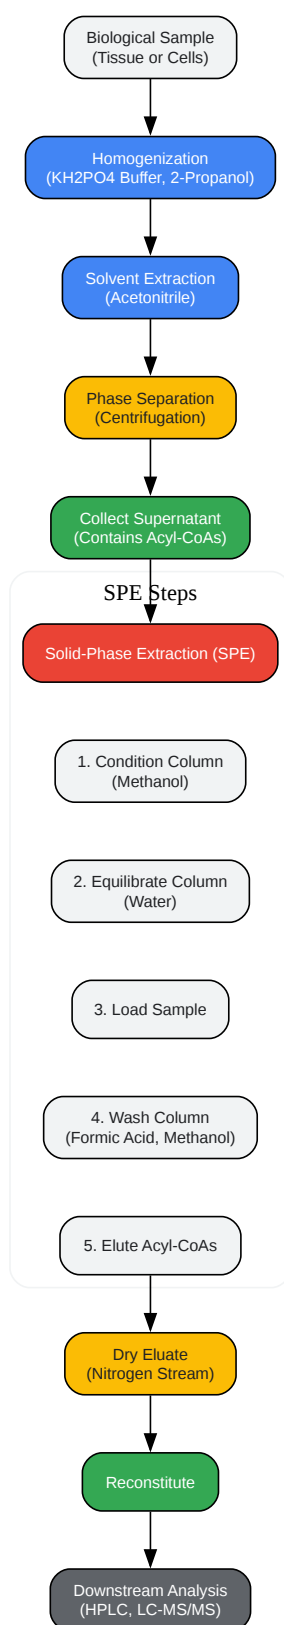 Biological Sample
(Tissue or Cells)
Homogenization
(KH2PO4 Buffer, 2-Propanol)
Solvent Extraction
(Acetonitrile)
Phase Separation
(Centrifugation)
Collect Supernatant
(Contains Acyl-CoAs)
SPE Steps
Solid-Phase Extraction (SPE)
1. Condition Column
(Methanol)
2. Equilibrate Column
(Water)
3. Load Sample
4. Wash Column
(Formic Acid, Methanol)
5. Elute Acyl-CoAs
Dry Eluate
(Nitrogen Stream)
Reconstitute
Downstream Analysis
(HPLC, LC-MS/MS)